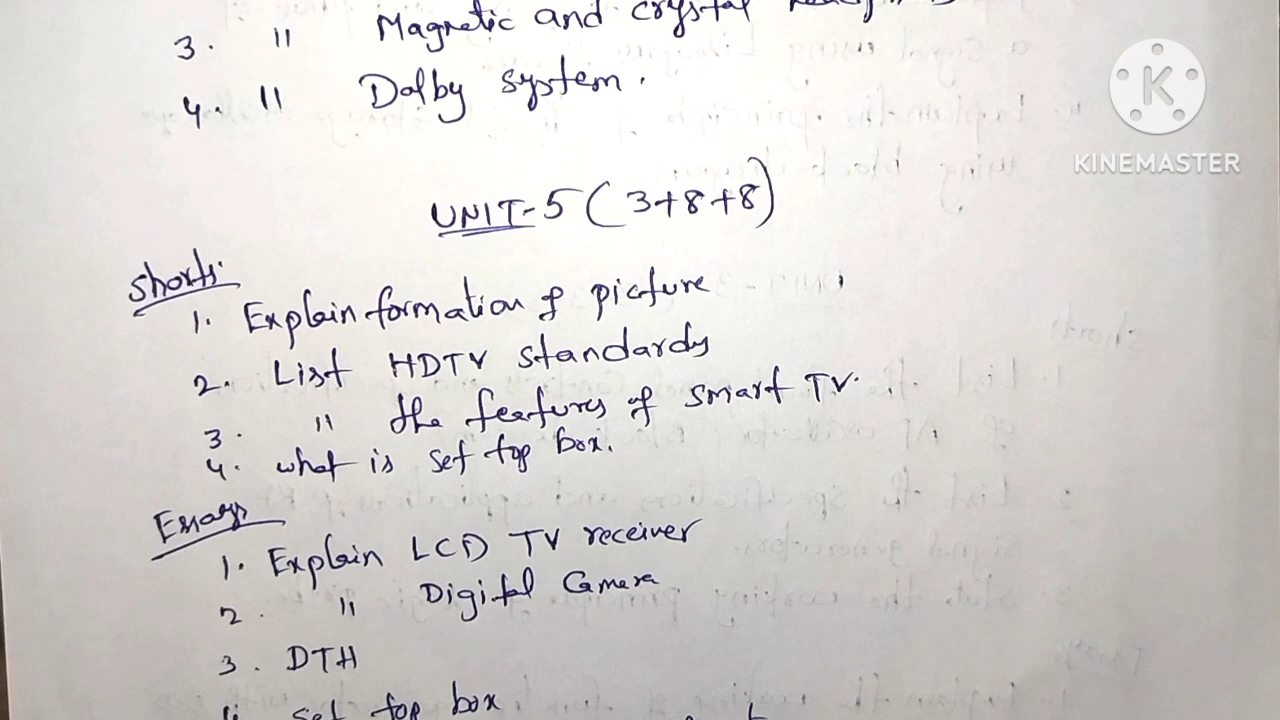 3. " Magnetic and crystal
4. " Dolby system.
UNIT-5 (3+8+8)
Shorts:
1. Explain formation of picture
2. List HDTV standards
3. " the features of smart TV.
4. what is set top box.
Essays
1. Explain LCD TV receiver
2. " Digital Camera
3. DTH
4. set top box
K
KINEMASTER